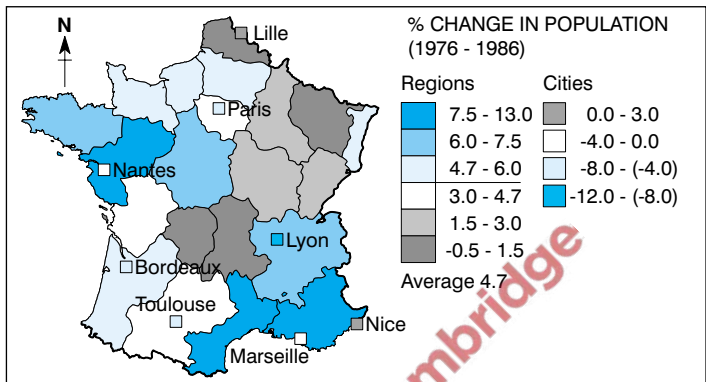 % CHANGE IN POPULATION
(1976 - 1986)
N
Lille
Paris
Nantes
Lyon
Bordeaux
Toulouse
Nice
Marseille
Regions
7.5 - 13.0
6.0 - 7.5
4.7 - 6.0
3.0 - 4.7
1.5 - 3.0
-0.5 - 1.5
Average 4.7
Cities
0.0 - 3.0
-4.0 - 0.0
-8.0 - (-4.0)
-12.0 - (-8.0)
mbridge